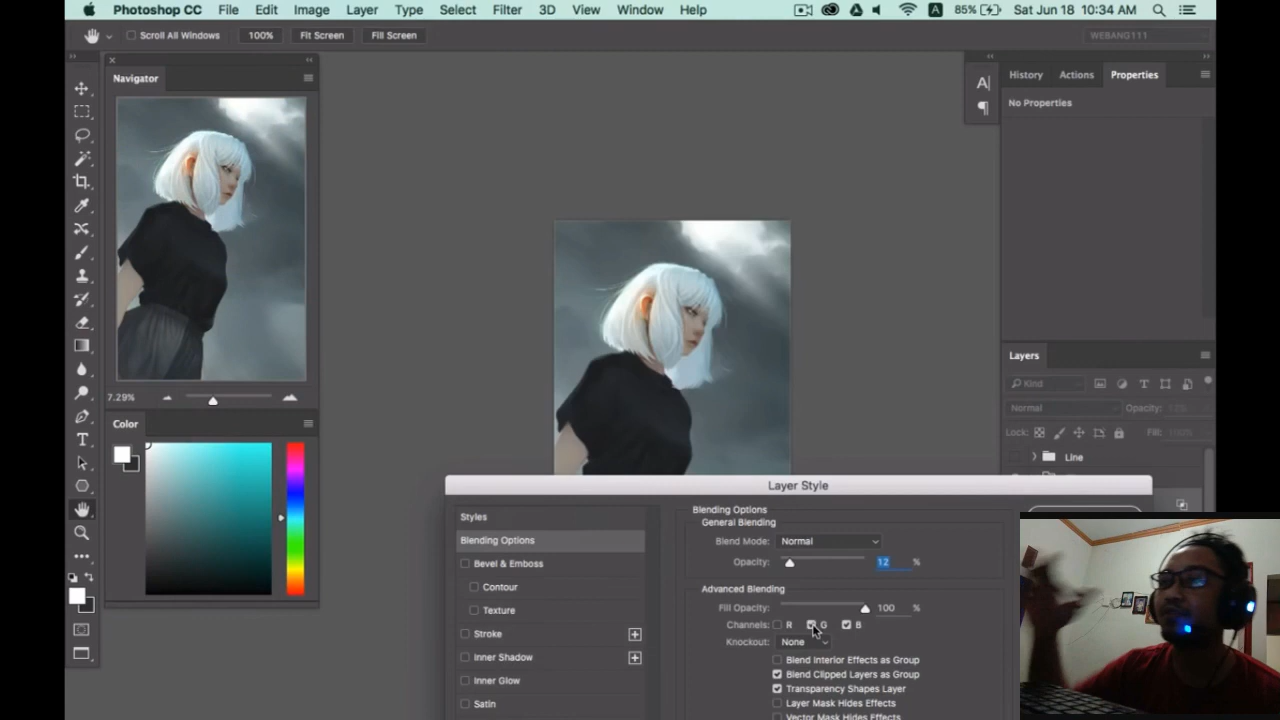 Photoshop CC File Edit Image Layer Type Select Filter 3D View Window Help 85% Sat Jun 18 10:34 AM
Scroll All Windows 100% Fit Screen Fill Screen WEBANG111
Navigator
7.29%
Color
History Actions Properties
No Properties
Layers
Kind
Normal Opacity:
Lock: Fill:
Line
Layer Style
Styles
Blending Options
Bevel & Emboss
Contour
Texture
Stroke
Inner Shadow
Inner Glow
Satin
Blending Options
General Blending
Blend Mode: Normal
Opacity: 12 %
Advanced Blending
Fill Opacity: 100 %
Channels: R G B
Knockout: None
Blend Interior Effects as Group
Blend Clipped Layers as Group
Transparency Shapes Layer
Layer Mask Hides Effects
Vector Mask Hides Effects